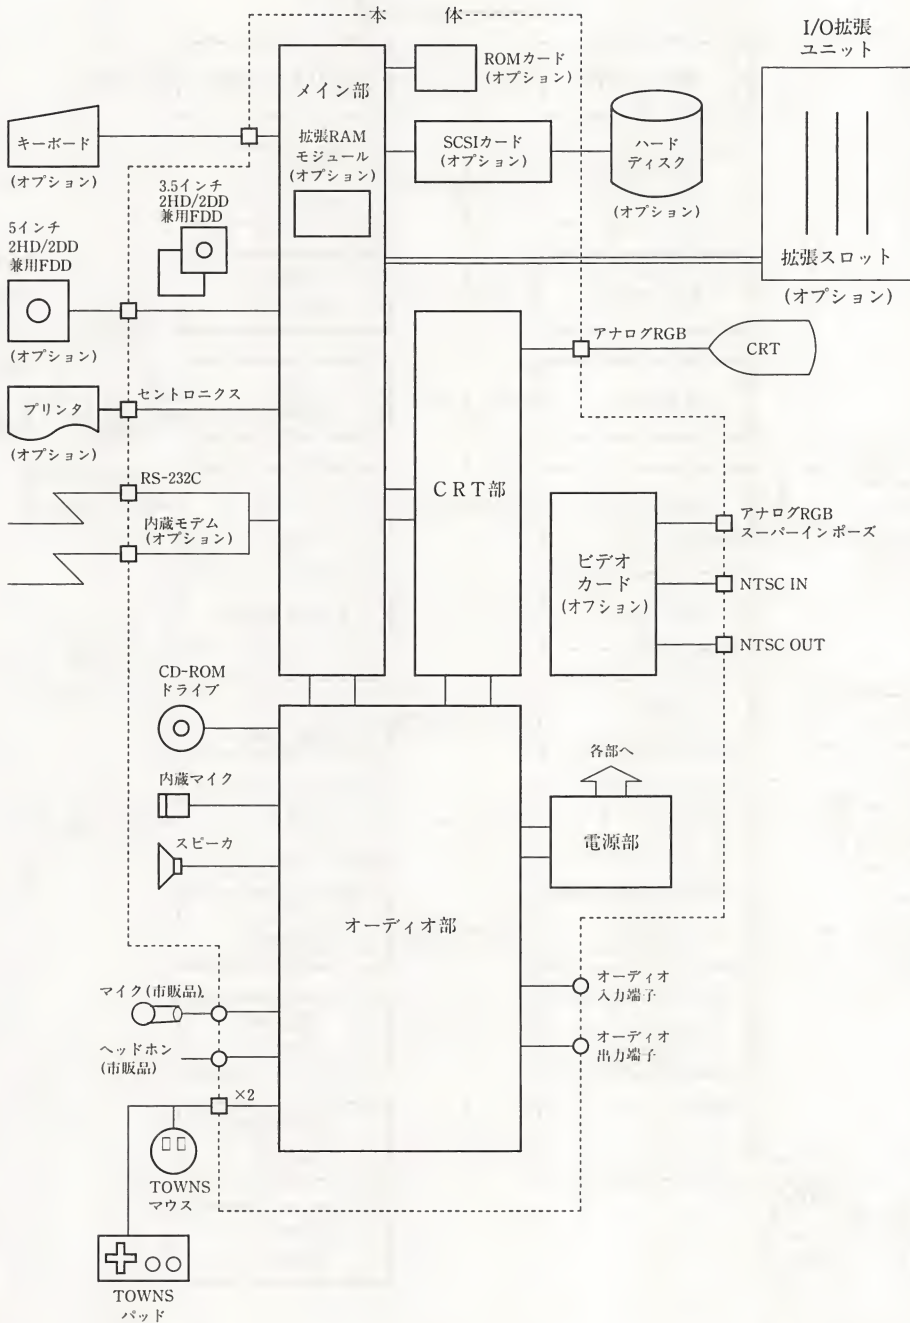 本 体
I/O拡張
ユニット
メイン部
ROMカード
(オプション)
キーボード
(オプション)
拡張RAM
モジュール
(オプション)
SCSIカード
(オプション)
ハード
ディスク
(オプション)
3.5インチ
2HD/2DD
兼用FDD
5インチ
2HD/2DD
兼用FDD
(オプション)
拡張スロット
(オプション)
アナログRGB
CRT
プリンタ
(オプション)
セントロニクス
RS-232C
内蔵モデム
(オプション)
CRT部
ビデオ
カード
(オフション)
アナログRGB
スーパーインポーズ
NTSC IN
NTSC OUT
CD-ROM
ドライブ
内蔵マイク
スピーカ
各部へ
電源部
オーディオ部
マイク(市販品)
ヘッドホン
(市販品)
×2
オーディオ
入力端子
オーディオ
出力端子
TOWNS
マウス
TOWNS
パッド